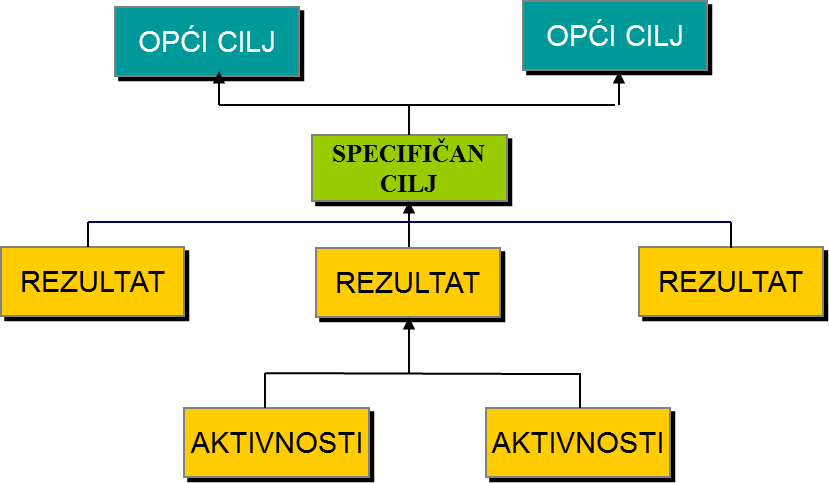 OPĆI CILJ
OPĆI CILJ
SPECIFIČAN
CILJ
REZULTAT
REZULTAT
REZULTAT
AKTIVNOSTI
AKTIVNOSTI